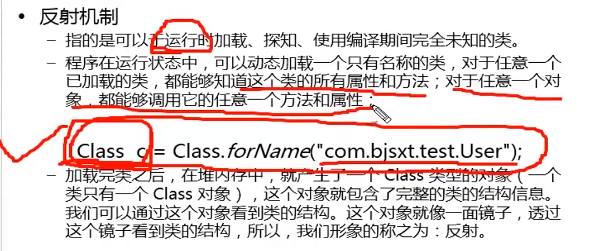 • 反射机制
– 指的是可以于运行时加载、探知、使用编译期间完全未知的类。
– 程序在运行状态中，可以动态加载一个只有名称的类，对于任意一个
已加载的类，都能够知道这个类的所有属性和方法；对于任意一个对
象，都能够调用它的任意一个方法和属性；
Class c = Class.forName("com.bjsxt.test.User");
– 加载完类之后，在堆内存中，就产生了一个 Class 类型的对象（一个
类只有一个 Class 对象），这个对象就包含了完整的类的结构信息。
我们可以通过这个对象看到类的结构。这个对象就像一面镜子，透过
这个镜子看到类的结构，所以，我们形象的称之为：反射。